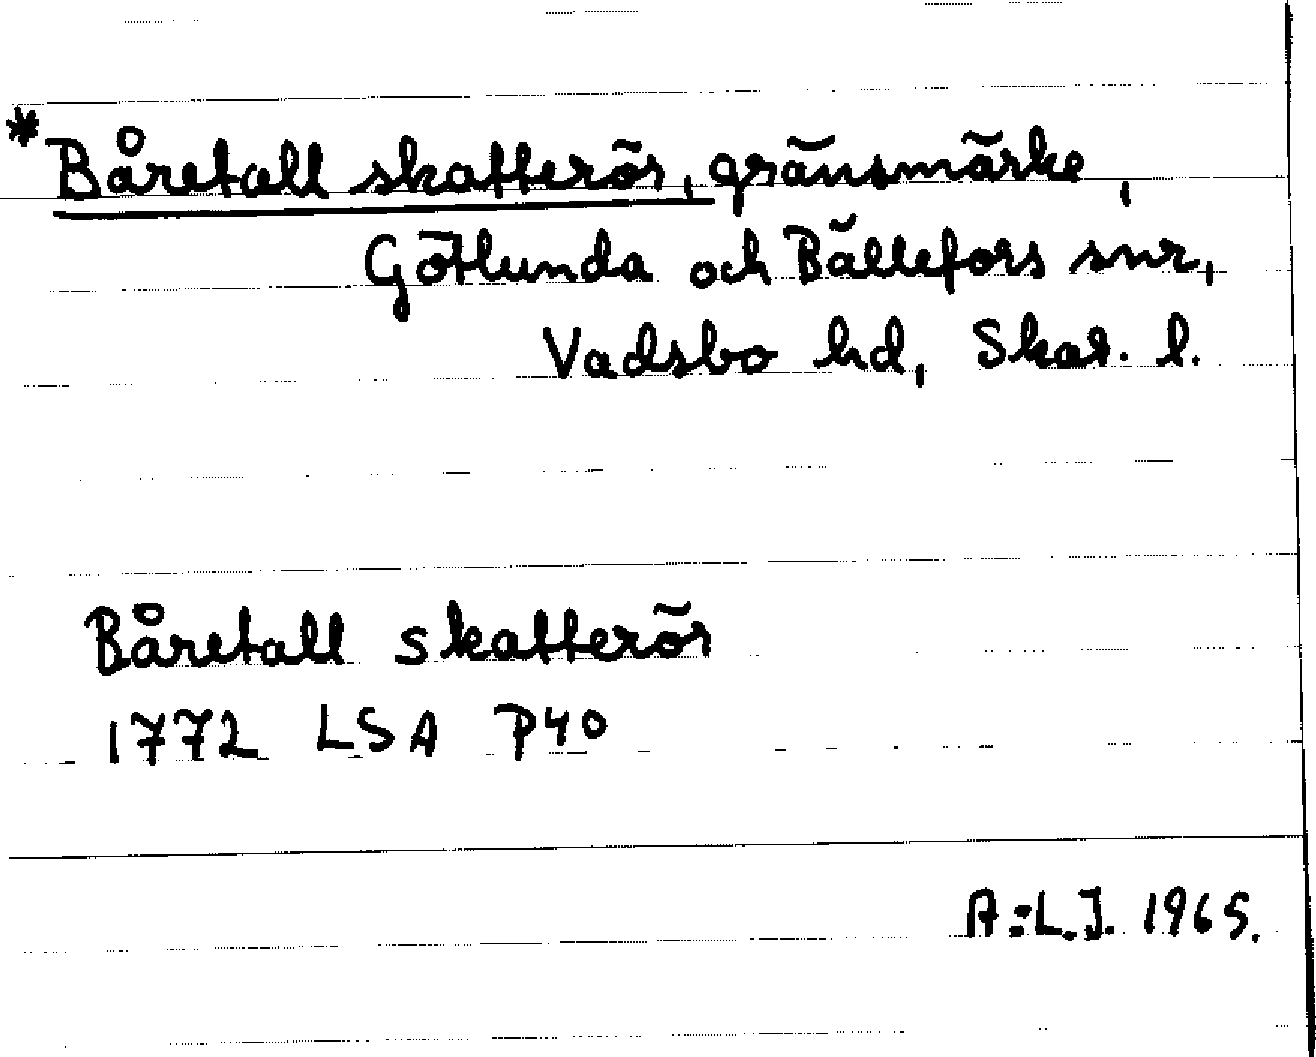 *Båretall skatterös, gränsmärke,
Götlunda och Bällefors snr,
Vadsbo hd, Skar. l.
Båretall skatterös
1772 LSA P40
A:L.J. 1965.